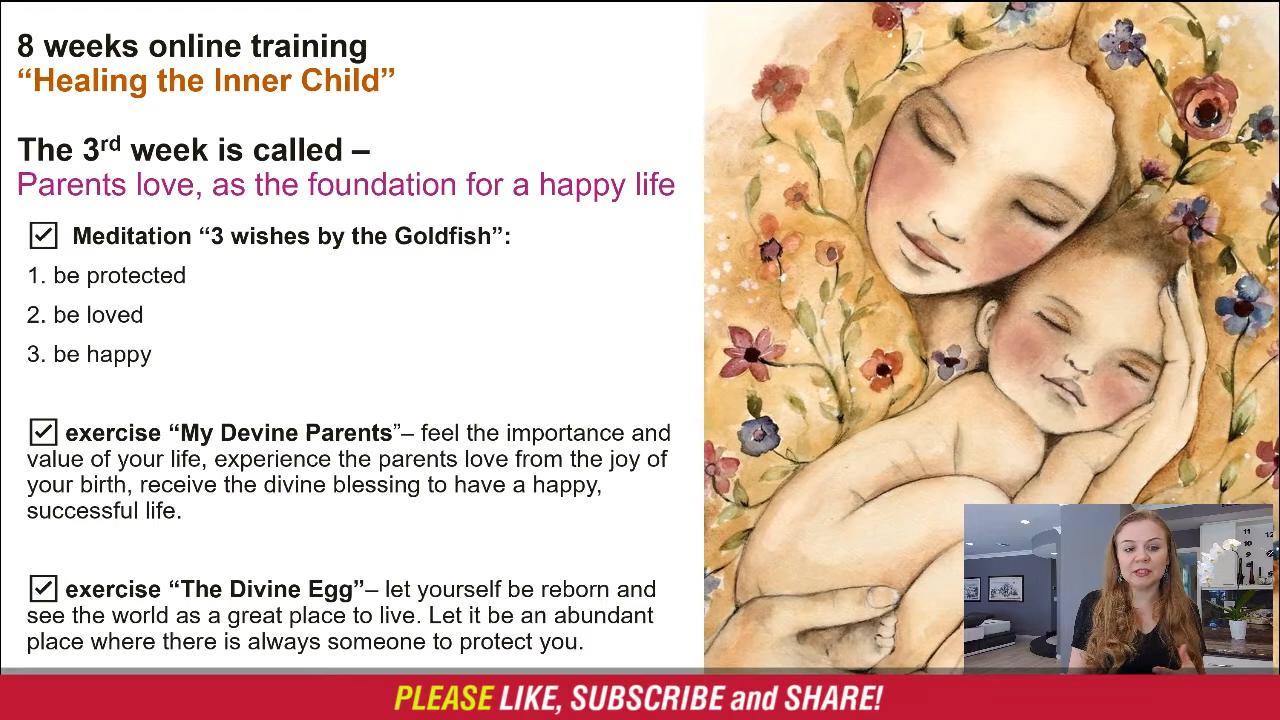 8 weeks online training
“Healing the Inner Child”
The 3rd week is called –
Parents love, as the foundation for a happy life
Meditation “3 wishes by the Goldfish”:
1. be protected
2. be loved
3. be happy
exercise “My Devine Parents”– feel the importance and
value of your life, experience the parents love from the joy of
your birth, receive the divine blessing to have a happy,
successful life.
exercise “The Divine Egg”– let yourself be reborn and
see the world as a great place to live. Let it be an abundant
place where there is always someone to protect you.
11
12
10
9
8
PLEASE LIKE, SUBSCRIBE and SHARE!